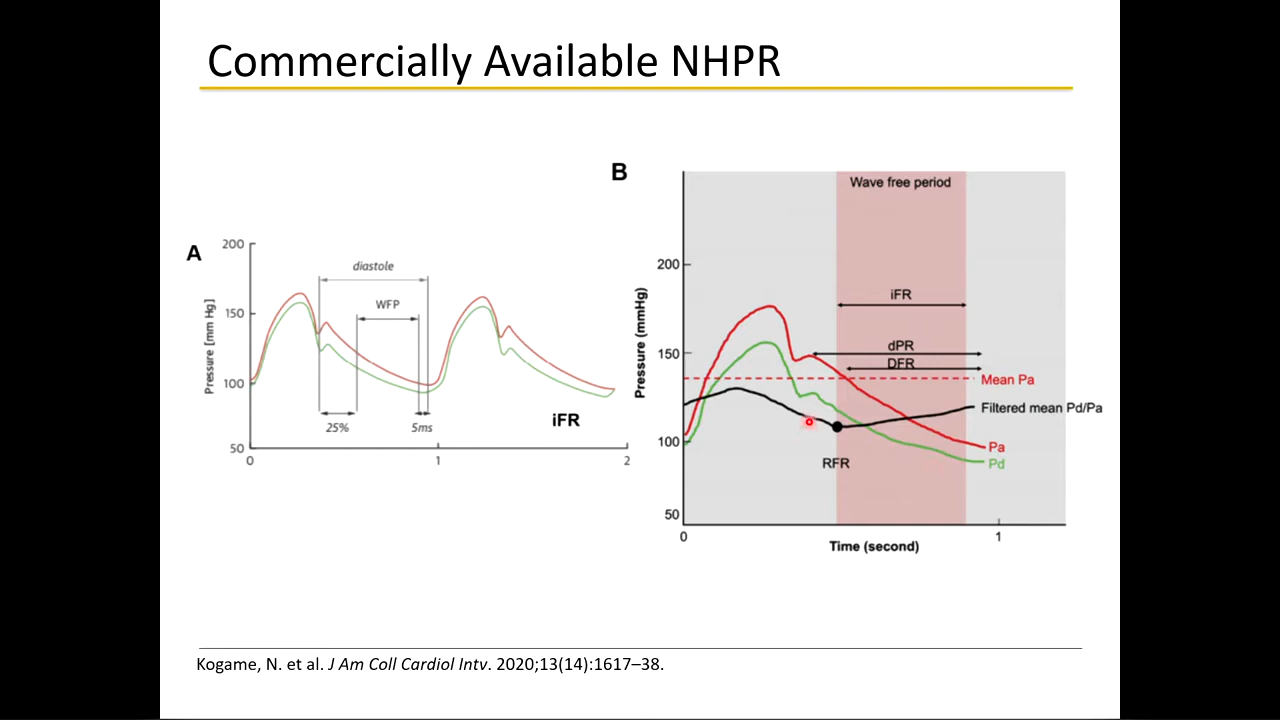 Commercially Available NHPR
A
200
150
100
50
Pressure [mm Hg]
diastole
WFP
25%
5ms
iFR
0
1
2
B
Wave free period
200
150
100
50
Pressure (mmHg)
iFR
dPR
DFR
Mean Pa
Filtered mean Pd/Pa
Pa
Pd
RFR
0
1
Time (second)
Kogame, N. et al. J Am Coll Cardiol Intv. 2020;13(14):1617–38.